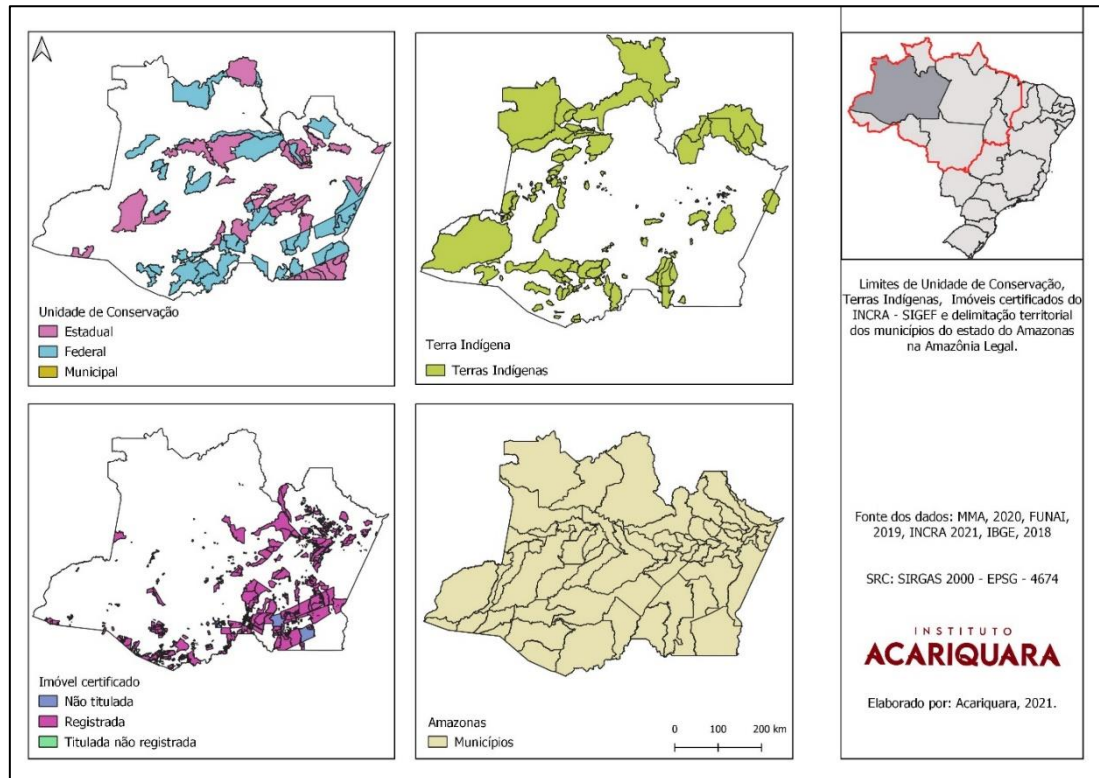 Unidade de Conservação
Estadual
Federal
Municipal
Terra Indígena
Terras Indígenas
Imóvel certificado
Não titulada
Registrada
Titulada não registrada
Amazonas
Municípios
0 100 200 km
Limites de Unidade de Conservação,
Terras Indígenas, Imóveis certificados do
INCRA - SIGEF e delimitação territorial
dos municípios do estado do Amazonas
na Amazônia Legal.
Fonte dos dados: MMA, 2020, FUNAI,
2019, INCRA 2021, IBGE, 2018
SRC: SIRGAS 2000 - EPSG - 4674
INSTITUTO
ACARIQUARA
Elaborado por: Acariquara, 2021.